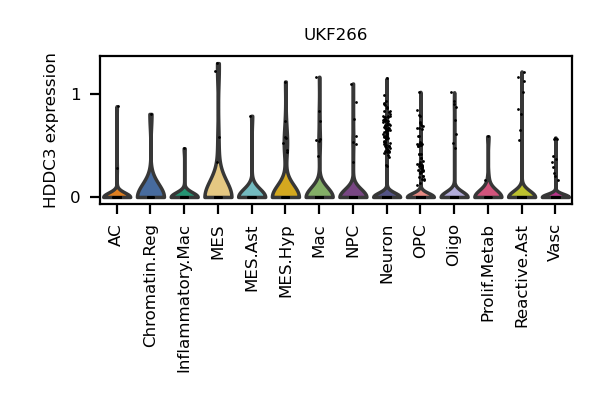 UKF266
HDDC3 expression
1
0
AC
Chromatin.Reg
Inflammatory.Mac
MES
MES.Ast
MES.Hyp
Mac
NPC
Neuron
OPC
Oligo
Prolif.Metab
Reactive.Ast
Vasc